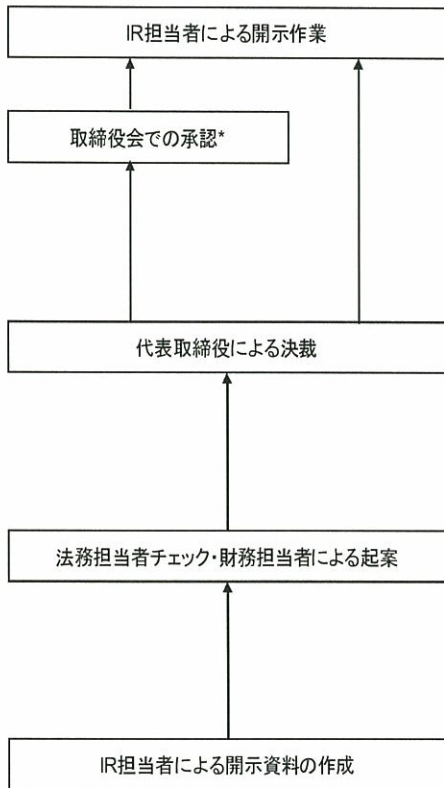 IR担当者による開示作業
取締役会での承認*
代表取締役による決裁
法務担当者チェック・財務担当者による起案
IR担当者による開示資料の作成